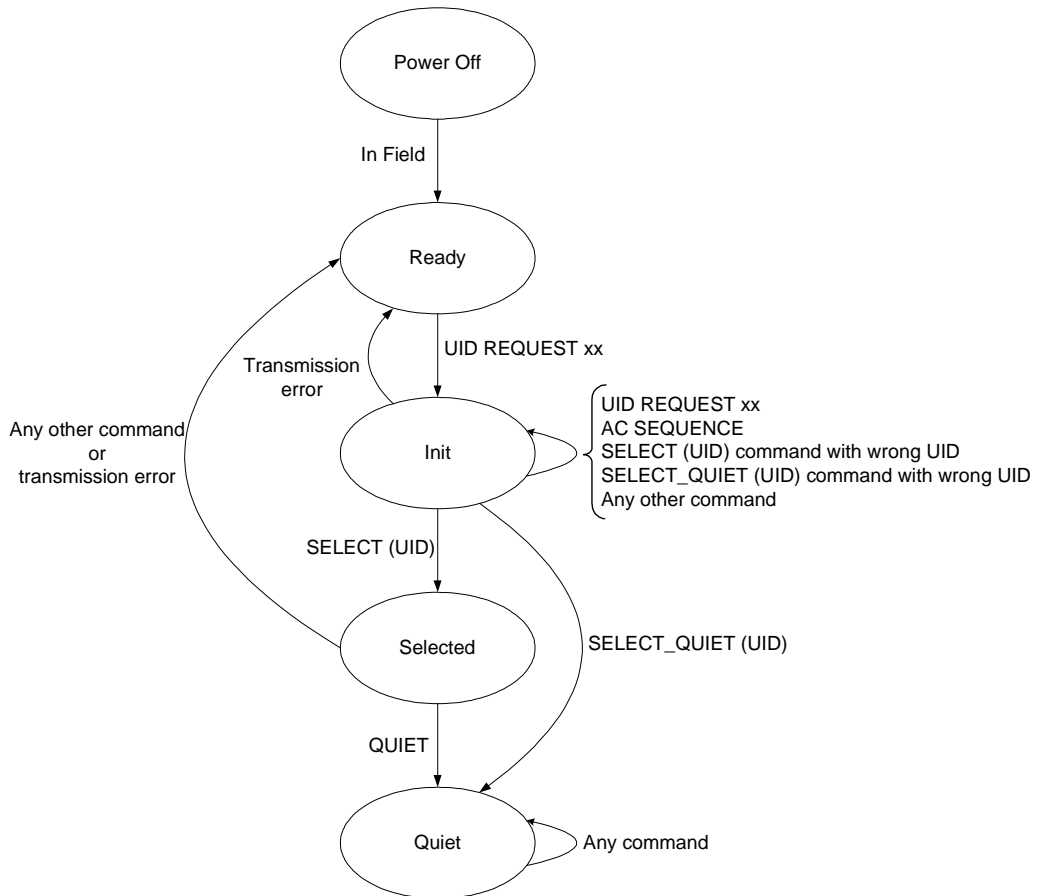 Power Off
In Field
Ready
UID REQUEST xx
Transmission
error
Any other command
or
transmission error
Init
UID REQUEST xx
AC SEQUENCE
SELECT (UID) command with wrong UID
SELECT_QUIET (UID) command with wrong UID
Any other command
SELECT (UID)
Selected
SELECT_QUIET (UID)
QUIET
Quiet
Any command